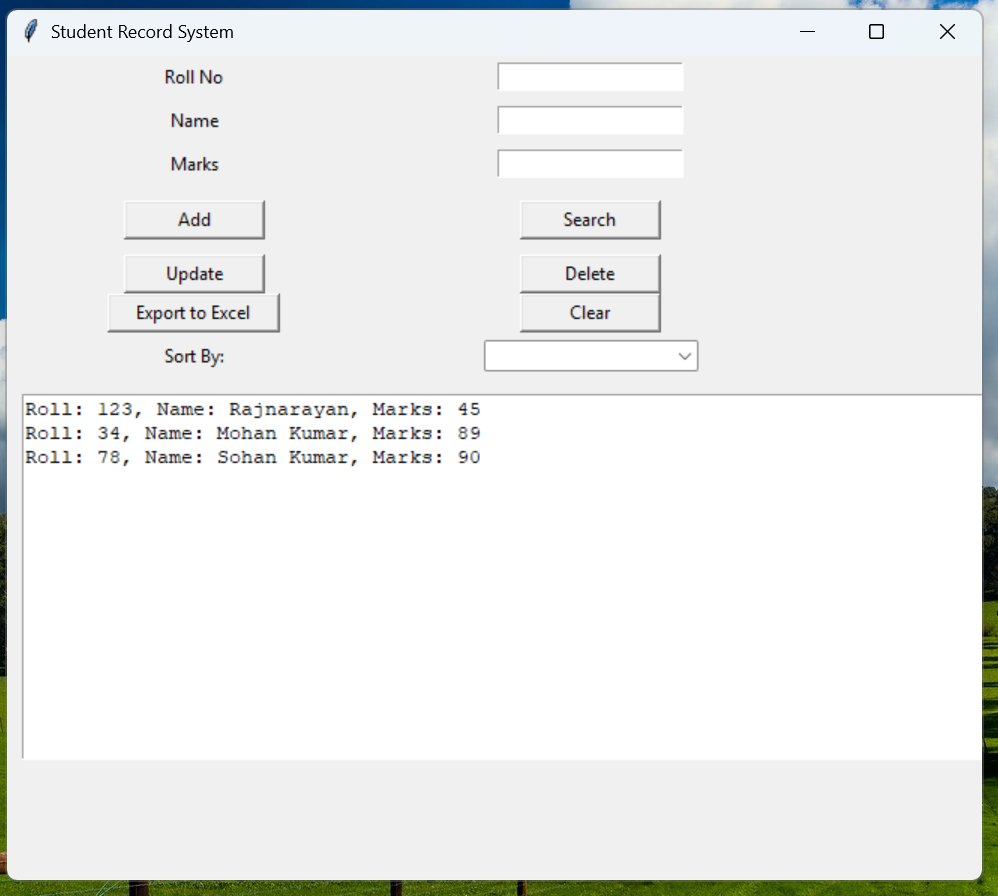 Student Record System
Roll No
Name
Marks
Add Search
Update Delete
Export to Excel Clear
Sort By:
Roll: 123, Name: Rajnarayan, Marks: 45
Roll: 34, Name: Mohan Kumar, Marks: 89
Roll: 78, Name: Sohan Kumar, Marks: 90